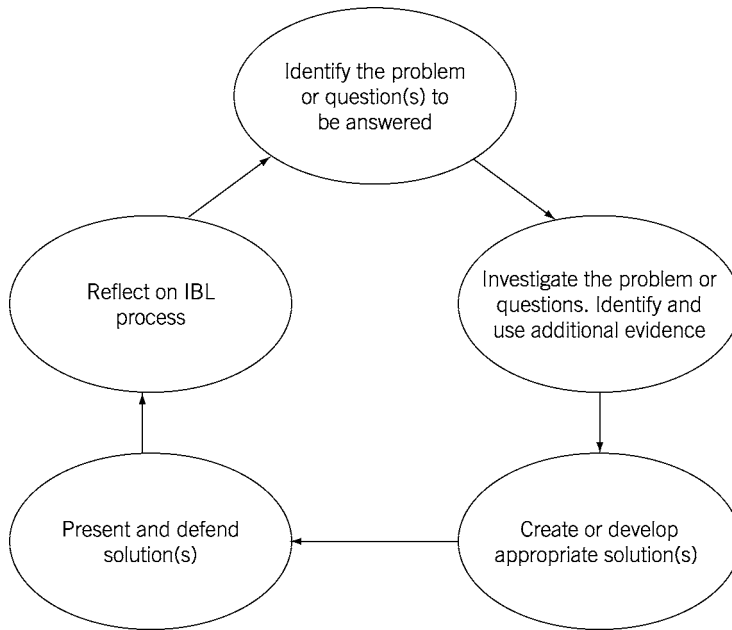 Identify the problem
or question(s) to
be answered
Investigate the problem or
questions. Identify and
use additional evidence
Create or develop
appropriate solution(s)
Present and defend
solution(s)
Reflect on IBL
process